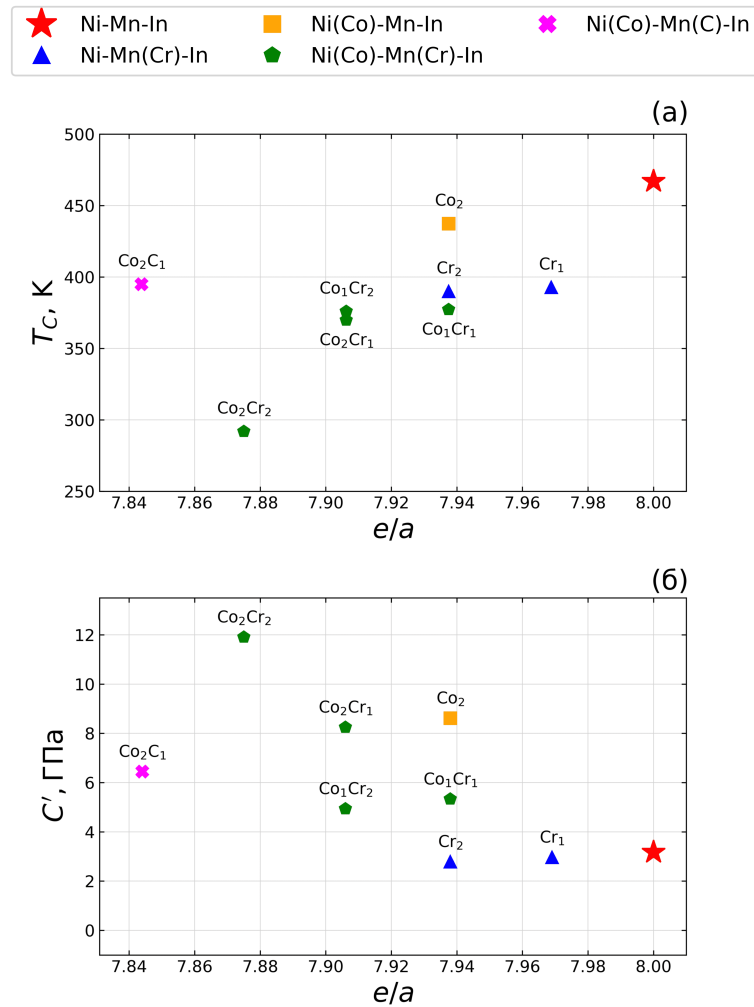 Ni-Mn-In Ni(Co)-Mn-In Ni(Co)-Mn(C)-In
Ni-Mn(Cr)-In Ni(Co)-Mn(Cr)-In
(а)
500
450
400
350
300
250
T_C, К
Co₂
Co₂C₁
Cr₂
Cr₁
Co₁Cr₂
Co₂Cr₁
Co₁Cr₁
Co₂Cr₂
7.84 7.86 7.88 7.90 7.92 7.94 7.96 7.98 8.00
e/a
(б)
12
10
8
6
4
2
0
C′, ГПа
Co₂Cr₂
Co₂
Co₂Cr₁
Co₂C₁
Co₁Cr₂
Co₁Cr₁
Cr₂
Cr₁
7.84 7.86 7.88 7.90 7.92 7.94 7.96 7.98 8.00
e/a